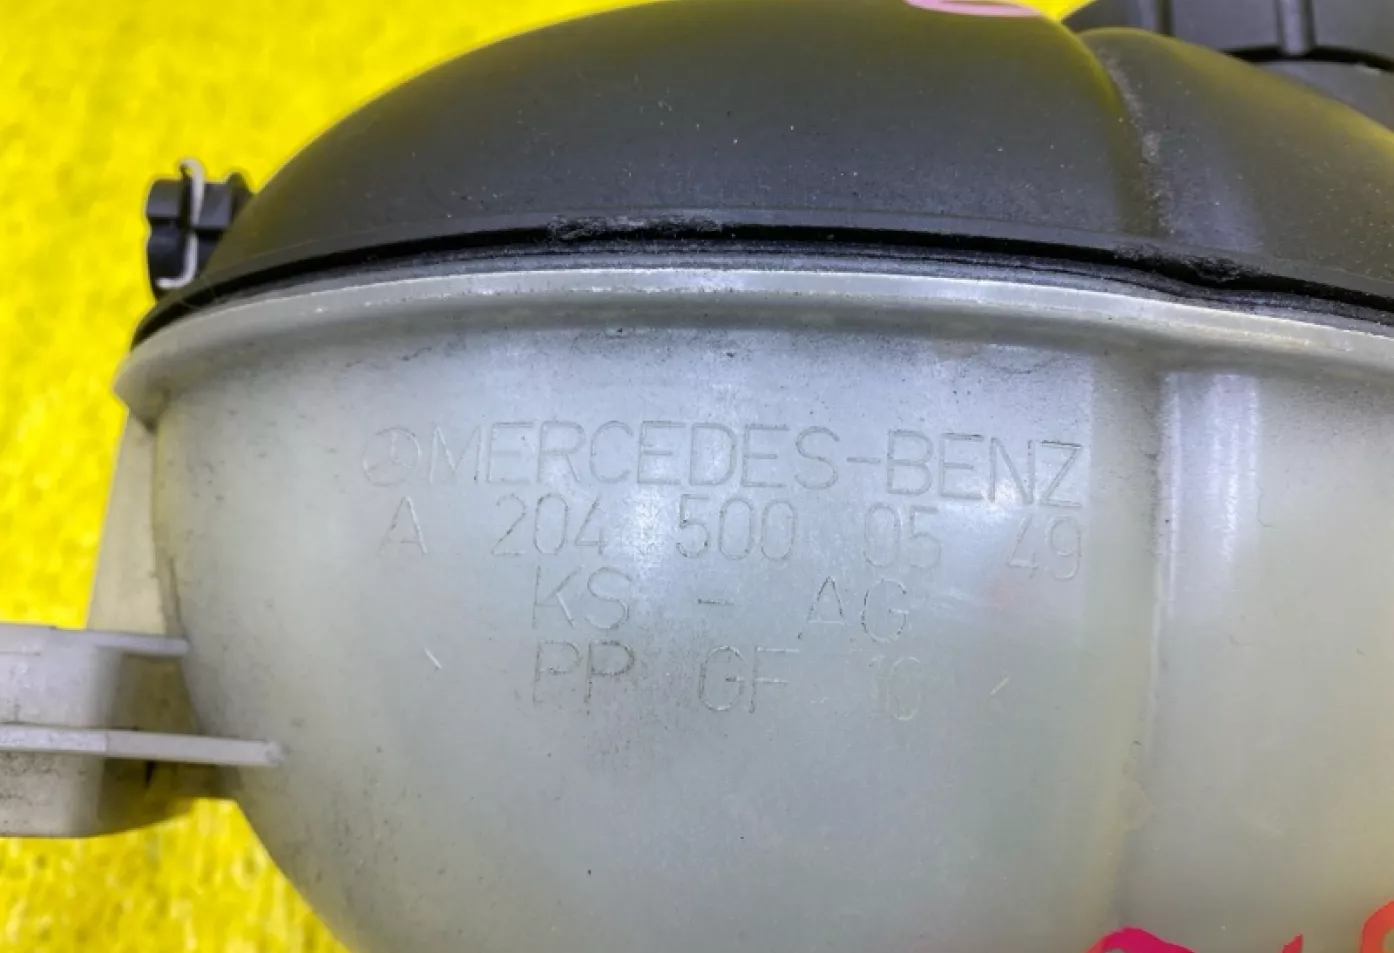 MERCEDES-BENZ
A 204 500 05 49
KS - AG
PP GF 10